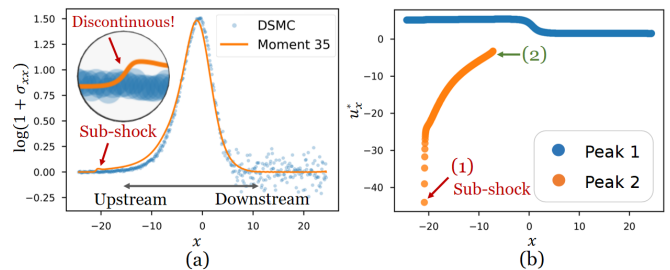 Discontinuous!
DSMC
Moment 35
Sub-shock
Upstream
Downstream
log(1 + σxx)
1.50
1.25
1.00
0.75
0.50
0.25
0.00
−0.25
−20 −10 0 10 20
x
(a)
(2)
(1)
Sub-shock
Peak 1
Peak 2
u*x
0
−10
−20
−30
−40
−20 −10 0 10 20
x
(b)